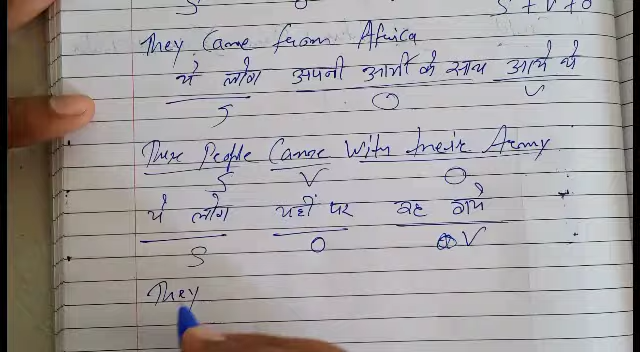 S + V + O
They Came from Africa
ये लोग अपनी आर्मी के साथ आये थे
S O V
These People Came With their Army
S V O
ये लोग यहाँ पर रह गये
S O V
They